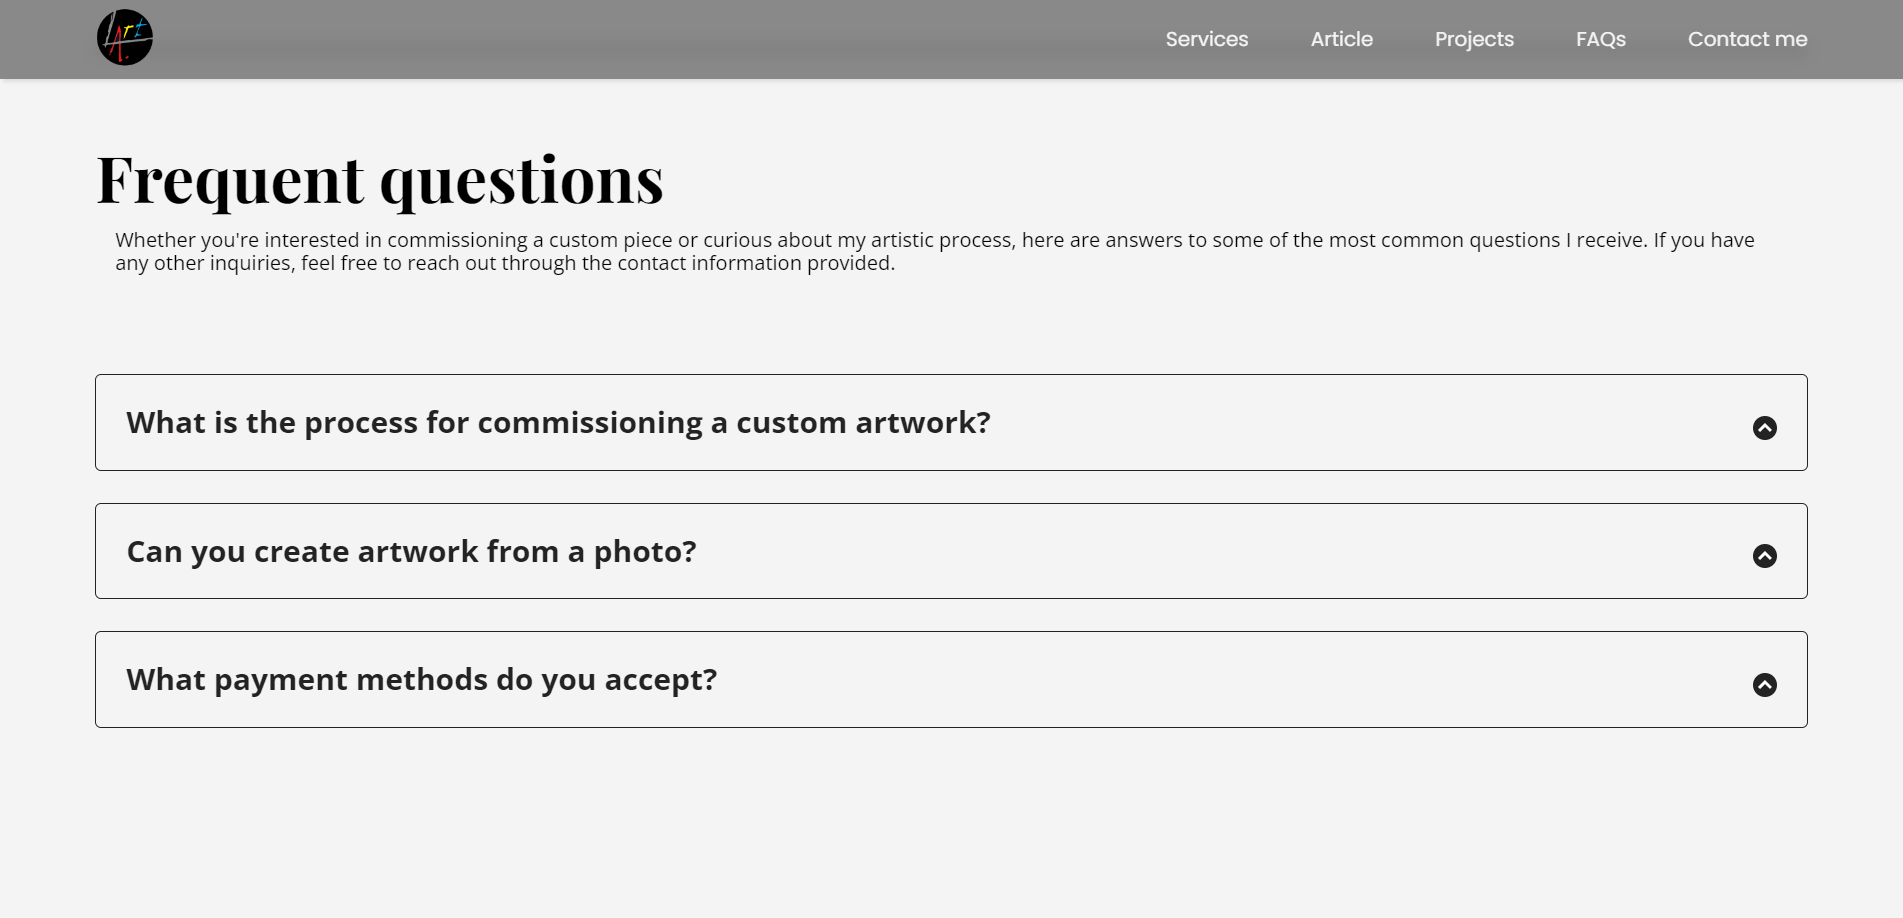 Art
Services
Article
Projects
FAQs
Contact me
Frequent questions
Whether you're interested in commissioning a custom piece or curious about my artistic process, here are answers to some of the most common questions I receive. If you have
any other inquiries, feel free to reach out through the contact information provided.
What is the process for commissioning a custom artwork?
Can you create artwork from a photo?
What payment methods do you accept?